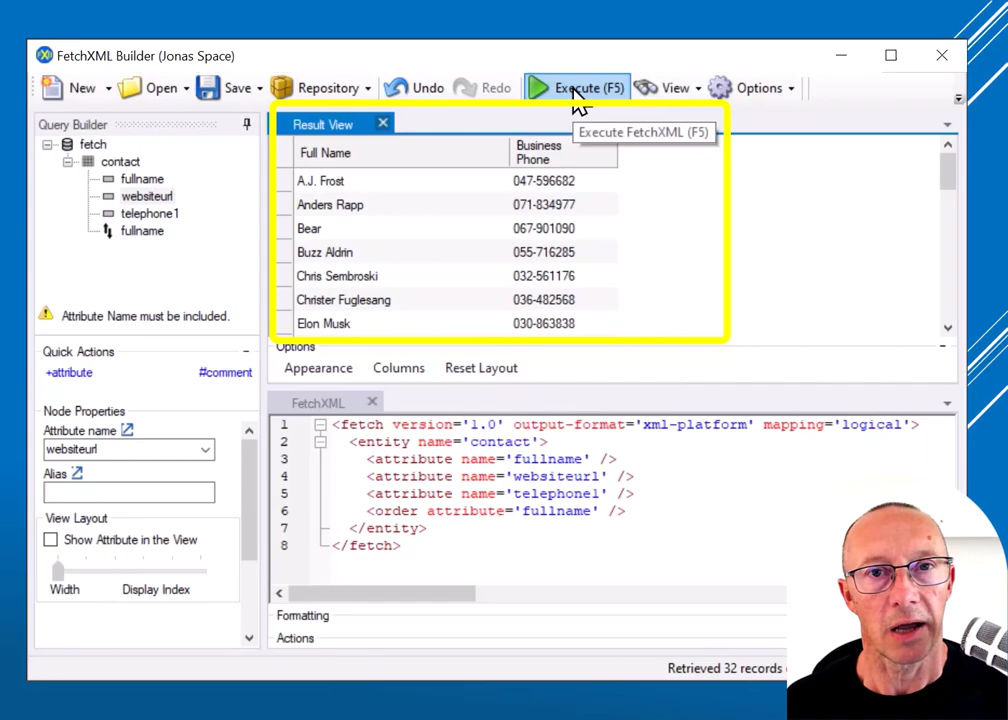 FetchXML Builder (Jonas Space)
New Open Save Repository Undo Redo Execute (F5) View Options
Query Builder
fetch
contact
fullname
websiteurl
telephone1
fullname
Attribute Name must be included.
Quick Actions
+attribute #comment
Node Properties
Attribute name
websiteurl
Alias
View Layout
Show Attribute in the View
Width Display Index
Result View
Execute FetchXML (F5)
Full Name Business Phone
A.J. Frost 047-596682
Anders Rapp 071-834977
Bear 067-901090
Buzz Aldrin 055-716285
Chris Sembroski 032-561176
Christer Fuglesang 036-482568
Elon Musk 030-863838
Options
Appearance Columns Reset Layout
FetchXML
1 <fetch version='1.0' output-format='xml-platform' mapping='logical'>
2 <entity name='contact'>
3 <attribute name='fullname' />
4 <attribute name='websiteurl' />
5 <attribute name='telephone1' />
6 <order attribute='fullname' />
7 </entity>
8 </fetch>
Formatting
Actions
Retrieved 32 records